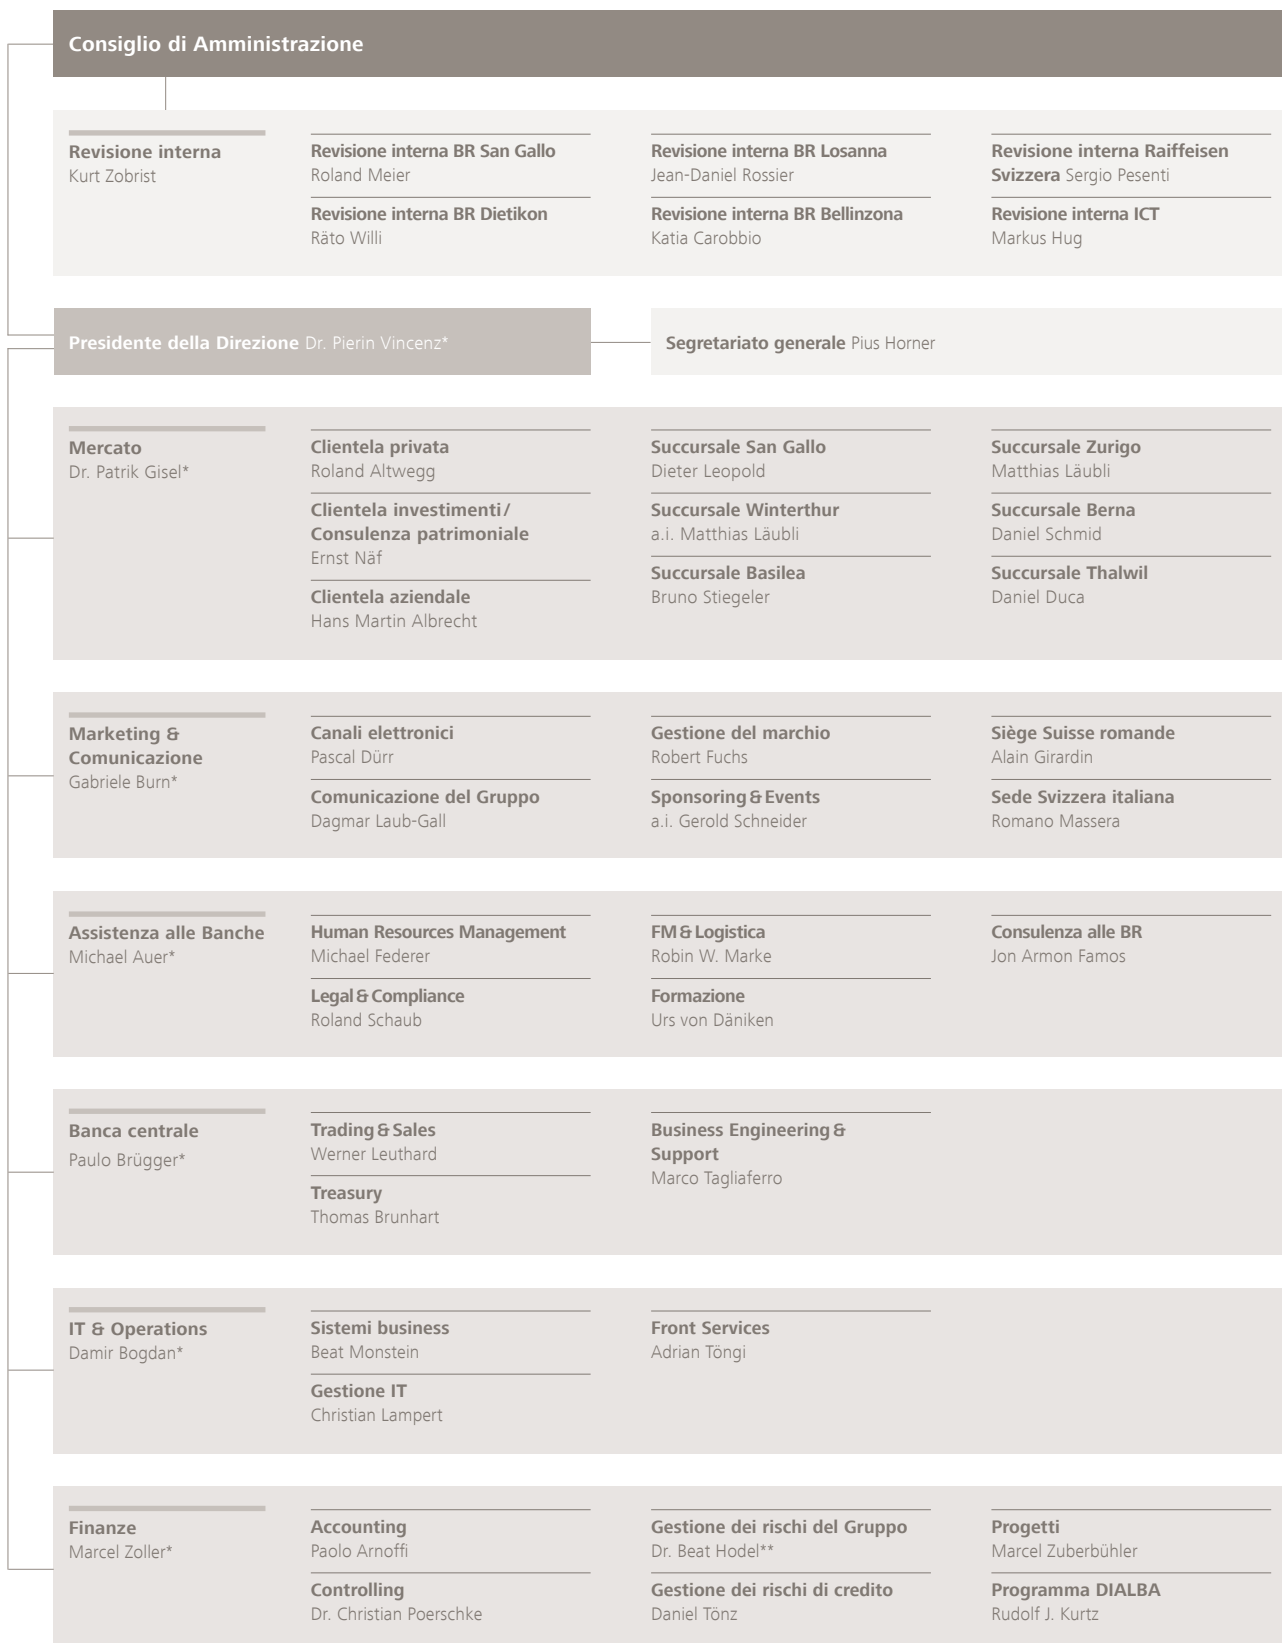 Consiglio di Amministrazione
Revisione interna
Kurt Zobrist
Revisione interna BR San Gallo
Roland Meier
Revisione interna BR Dietikon
Räto Willi
Revisione interna BR Losanna
Jean-Daniel Rossier
Revisione interna BR Bellinzona
Katia Carobbio
Revisione interna Raiffeisen
Svizzera Sergio Pesenti
Revisione interna ICT
Markus Hug
Presidente della Direzione Dr. Pierin Vincenz*
Segretariato generale Pius Horner
Mercato
Dr. Patrik Gisel*
Clientela privata
Roland Altwegg
Clientela investimenti/
Consulenza patrimoniale
Ernst Näf
Clientela aziendale
Hans Martin Albrecht
Succursale San Gallo
Dieter Leopold
Succursale Winterthur
a.i. Matthias Läubli
Succursale Basilea
Bruno Stiegeler
Succursale Zurigo
Matthias Läubli
Succursale Berna
Daniel Schmid
Succursale Thalwil
Daniel Duca
Marketing &
Comunicazione
Gabriele Burn*
Canali elettronici
Pascal Dürr
Comunicazione del Gruppo
Dagmar Laub-Gall
Gestione del marchio
Robert Fuchs
Sponsoring & Events
a.i. Gerold Schneider
Siège Suisse romande
Alain Girardin
Sede Svizzera italiana
Romano Massera
Assistenza alle Banche
Michael Auer*
Human Resources Management
Michael Federer
Legal & Compliance
Roland Schaub
FM & Logistica
Robin W. Marke
Formazione
Urs von Däniken
Consulenza alle BR
Jon Armon Famos
Banca centrale
Paulo Brügger*
Trading & Sales
Werner Leuthard
Treasury
Thomas Brunhart
Business Engineering &
Support
Marco Tagliaferro
IT & Operations
Damir Bogdan*
Sistemi business
Beat Monstein
Gestione IT
Christian Lampert
Front Services
Adrian Töngi
Finanze
Marcel Zoller*
Accounting
Paolo Arnoffi
Controlling
Dr. Christian Poerschke
Gestione dei rischi del Gruppo
Dr. Beat Hodel**
Gestione dei rischi di credito
Daniel Tönz
Progetti
Marcel Zuberbühler
Programma DIALBA
Rudolf J. Kurtz